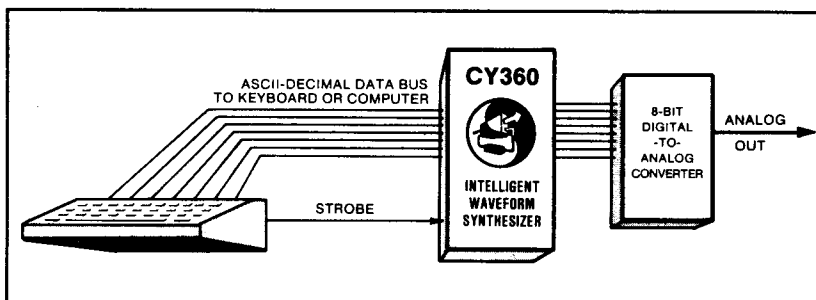 ASCII-DECIMAL DATA BUS
TO KEYBOARD OR COMPUTER
STROBE
CY360
INTELLIGENT
WAVEFORM
SYNTHESIZER
8-BIT
DIGITAL
-TO-
ANALOG
CONVERTER
ANALOG
OUT